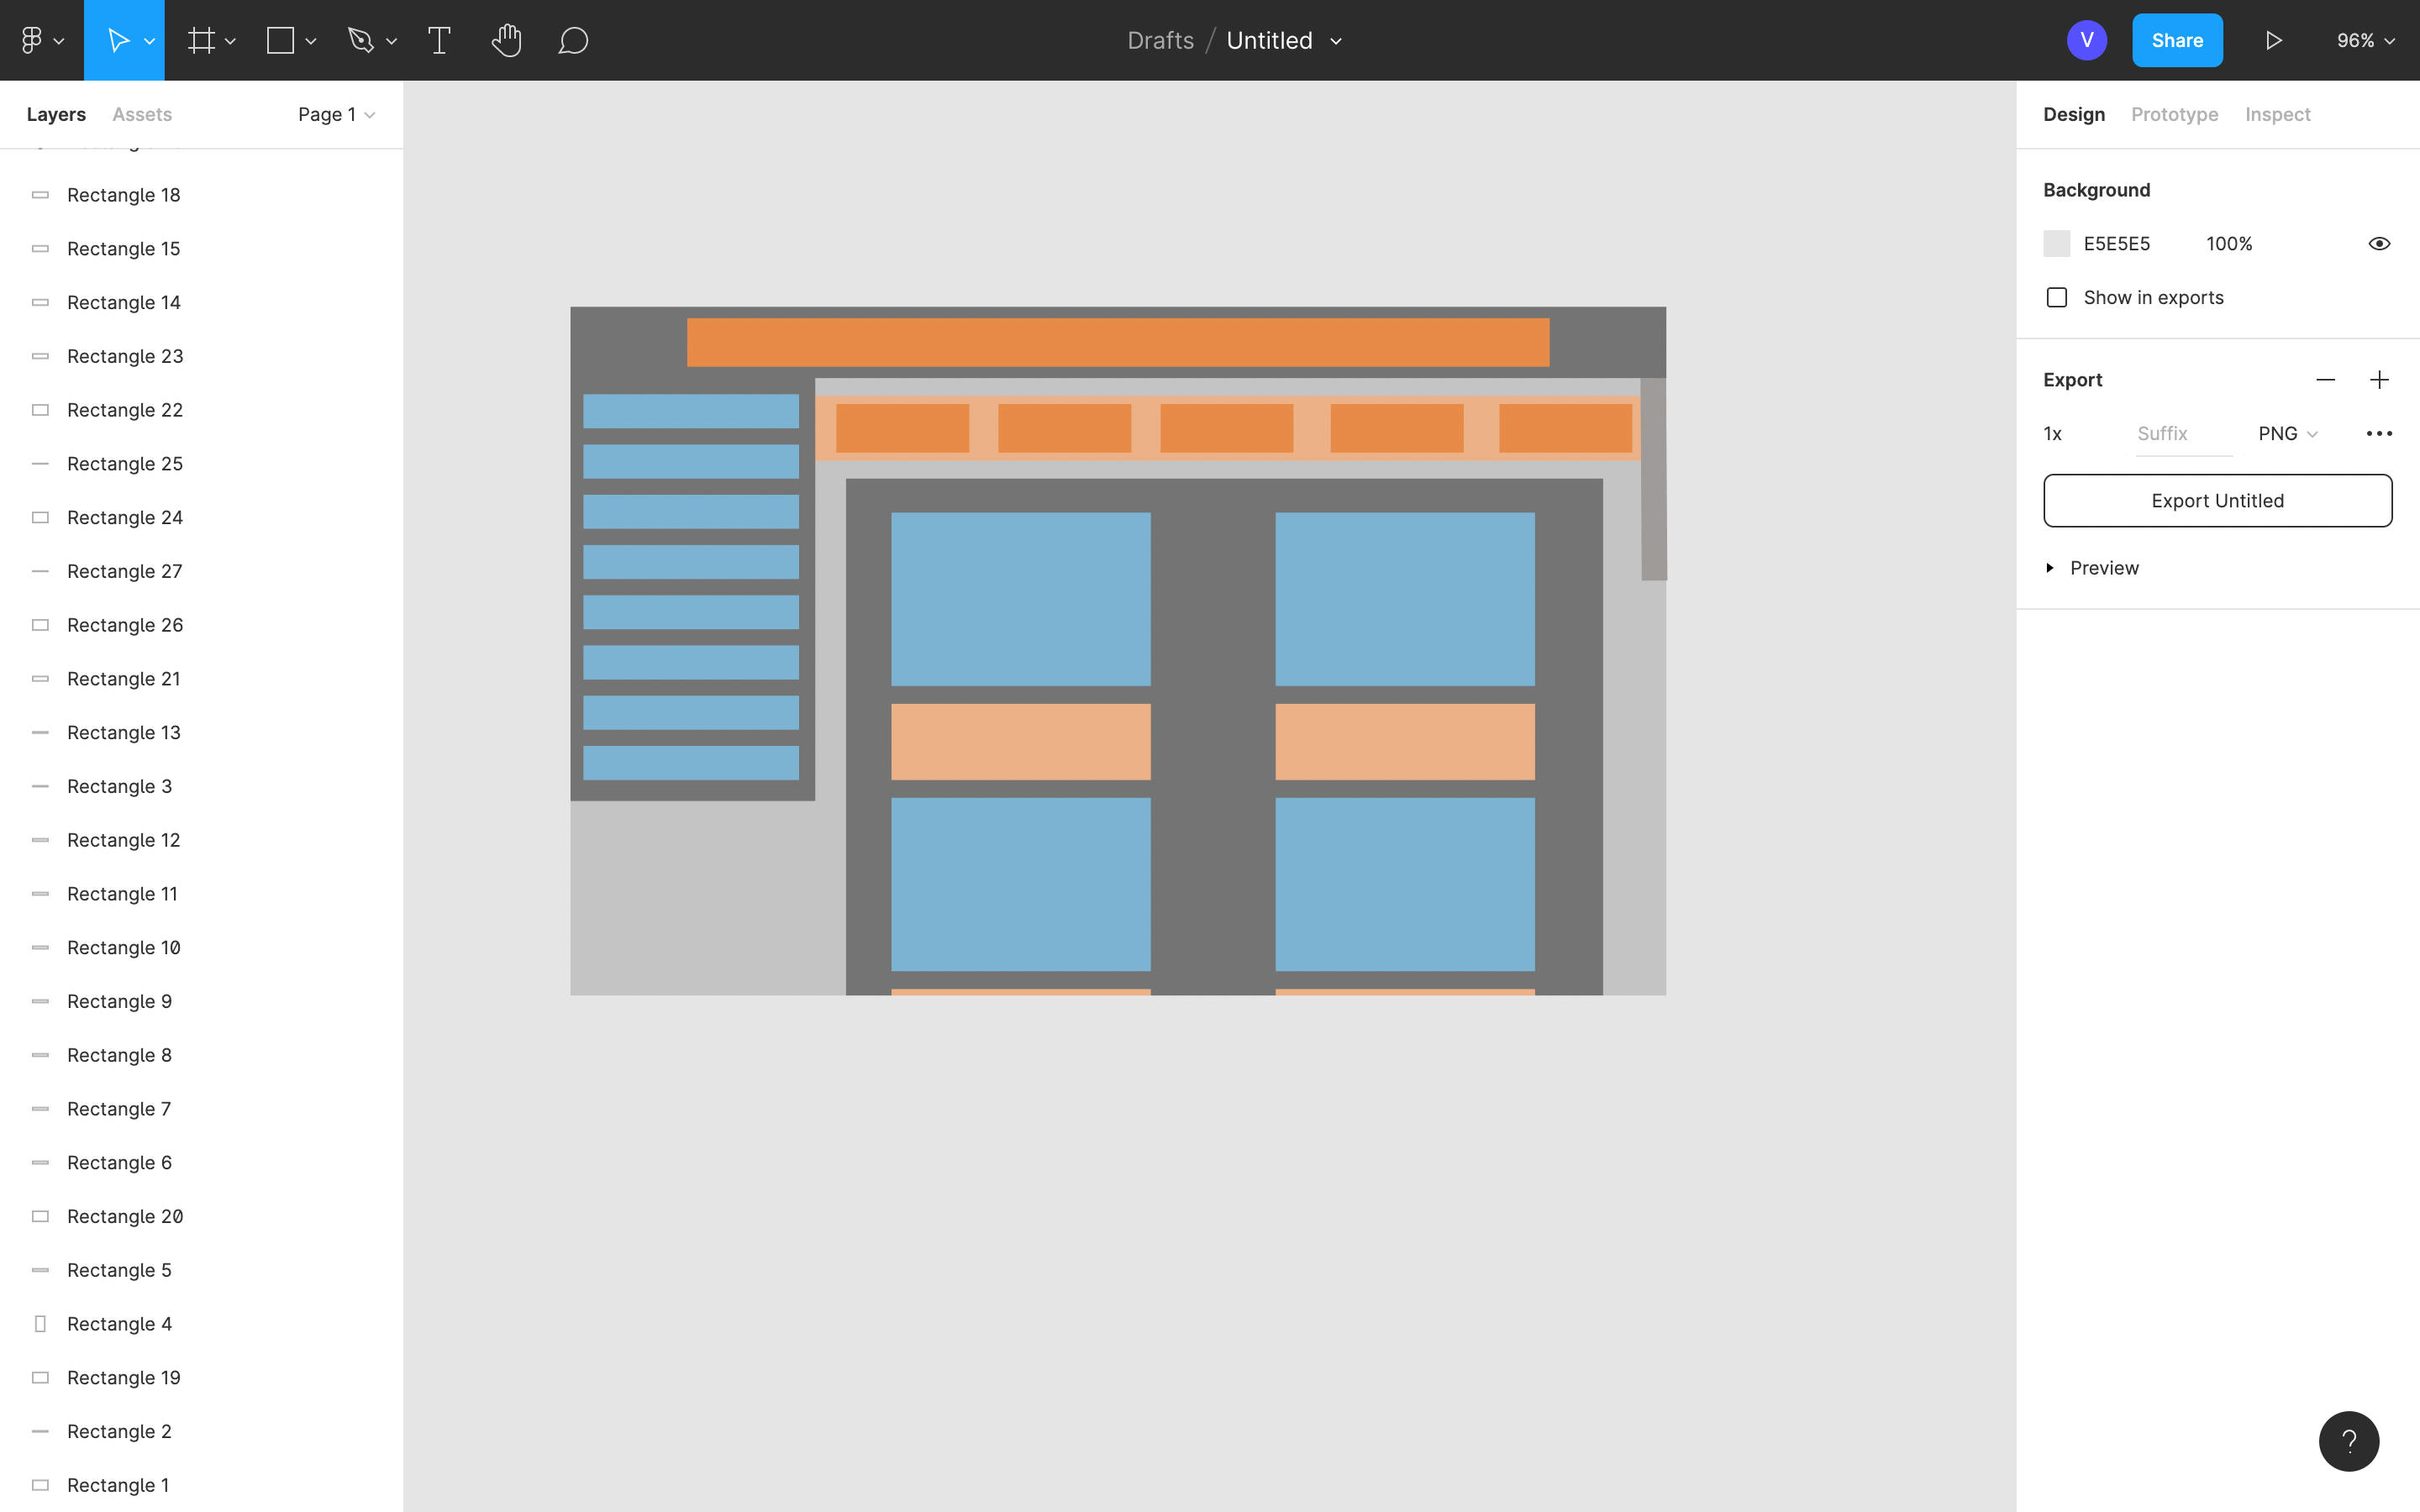 Drafts / Untitled
V
Share
96%
Layers
Assets
Page 1
Rectangle 18
Rectangle 15
Rectangle 14
Rectangle 23
Rectangle 22
Rectangle 25
Rectangle 24
Rectangle 27
Rectangle 26
Rectangle 21
Rectangle 13
Rectangle 3
Rectangle 12
Rectangle 11
Rectangle 10
Rectangle 9
Rectangle 8
Rectangle 7
Rectangle 6
Rectangle 20
Rectangle 5
Rectangle 4
Rectangle 19
Rectangle 2
Rectangle 1
Design
Prototype
Inspect
Background
E5E5E5 100%
Show in exports
Export
1x Suffix PNG
Export Untitled
Preview
?